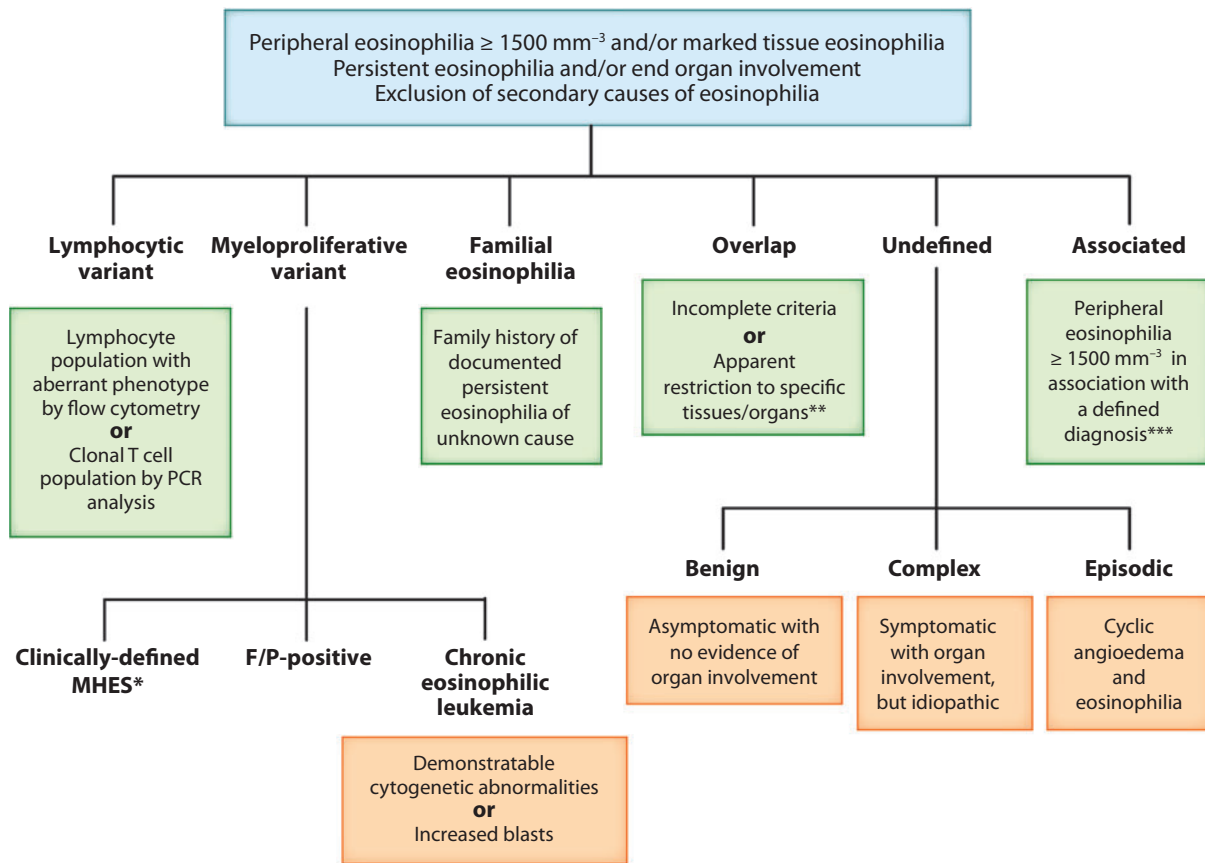 Peripheral eosinophilia ≥ 1500 mm⁻³ and/or marked tissue eosinophilia
Persistent eosinophilia and/or end organ involvement
Exclusion of secondary causes of eosinophilia
Lymphocytic
variant
Lymphocyte
population with
aberrant phenotype
by flow cytometry
or
Clonal T cell
population by PCR
analysis
Myeloproliferative
variant
Familial
eosinophilia
Family history of
documented
persistent
eosinophilia of
unknown cause
Overlap
Incomplete criteria
or
Apparent
restriction to specific
tissues/organs**
Undefined
Associated
Peripheral
eosinophilia
≥ 1500 mm⁻³ in
association with
a defined
diagnosis***
Clinically-defined
MHES*
F/P-positive
Chronic
eosinophilic
leukemia
Demonstratable
cytogenetic abnormalities
or
Increased blasts
Benign
Asymptomatic with
no evidence of
organ involvement
Complex
Symptomatic
with organ
involvement,
but idiopathic
Episodic
Cyclic
angioedema
and
eosinophilia